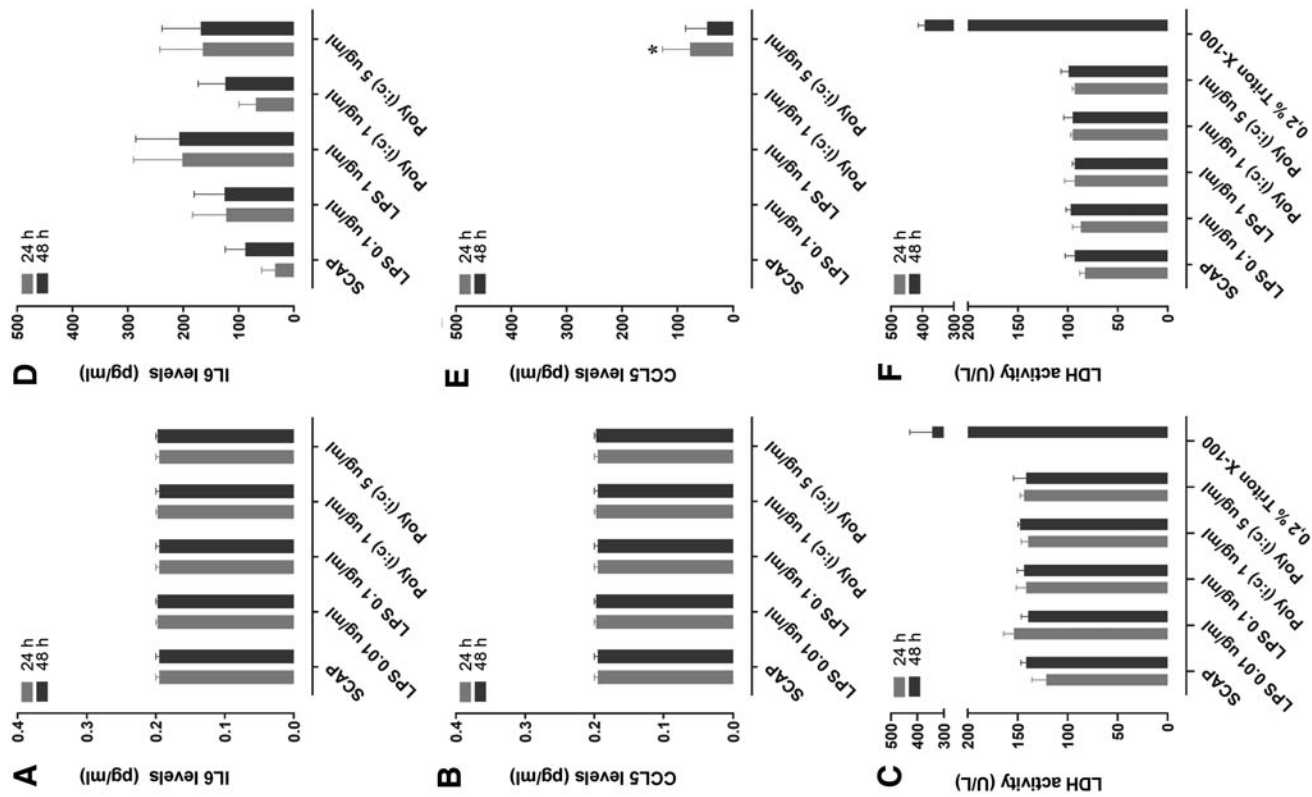 A
IL6 levels (pg/ml)
0.4
0.3
0.2
0.1
0.0
24 h
48 h
SCAP
LPS 0.01 ug/ml
LPS 0.1 ug/ml
Poly (i:c) 1 ug/ml
Poly (i:c) 5 ug/ml
B
CCL5 levels (pg/ml)
0.4
0.3
0.2
0.1
0.0
24 h
48 h
SCAP
LPS 0.01 ug/ml
LPS 0.1 ug/ml
Poly (i:c) 1 ug/ml
Poly (i:c) 5 ug/ml
C
LDH activity (U/L)
500
400
300
200
150
100
50
0
24 h
48 h
SCAP
LPS 0.01 ug/ml
LPS 0.1 ug/ml
Poly (i:c) 1 ug/ml
Poly (i:c) 5 ug/ml
0,2 % Triton X-100
D
IL6 levels (pg/ml)
500
400
300
200
100
0
24 h
48 h
SCAP
LPS 0.1 ug/ml
LPS 1 ug/ml
Poly (i:c) 1 ug/ml
Poly (i:c) 5 ug/ml
E
CCL5 levels (pg/ml)
500
400
300
200
100
0
24 h
48 h
*
SCAP
LPS 0.1 ug/ml
LPS 1 ug/ml
Poly (i:c) 1 ug/ml
Poly (i:c) 5 ug/ml
F
LDH activity (U/L)
500
400
300
200
150
100
50
0
24 h
48 h
SCAP
LPS 0.1 ug/ml
LPS 1 ug/ml
Poly (i:c) 1 ug/ml
Poly (i:c) 5 ug/ml
0,2 % Triton X-100